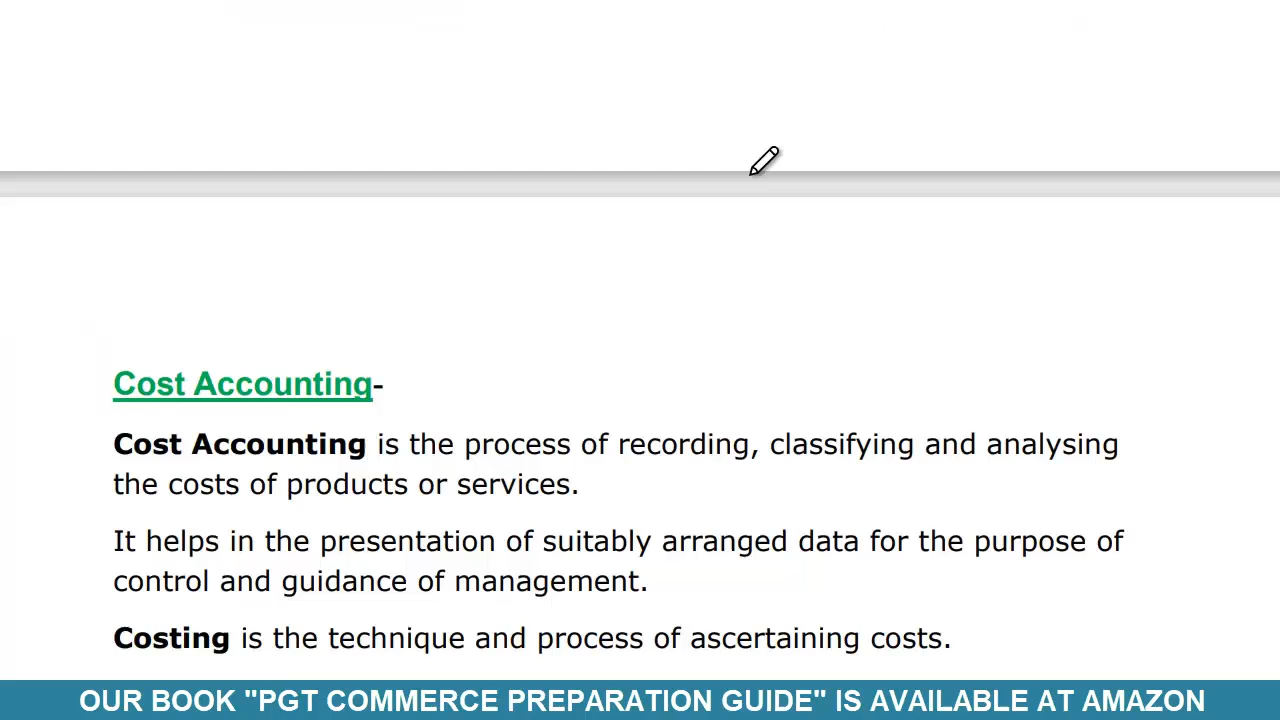 Cost Accounting-
Cost Accounting is the process of recording, classifying and analysing
the costs of products or services.
It helps in the presentation of suitably arranged data for the purpose of
control and guidance of management.
Costing is the technique and process of ascertaining costs.
OUR BOOK "PGT COMMERCE PREPARATION GUIDE" IS AVAILABLE AT AMAZON